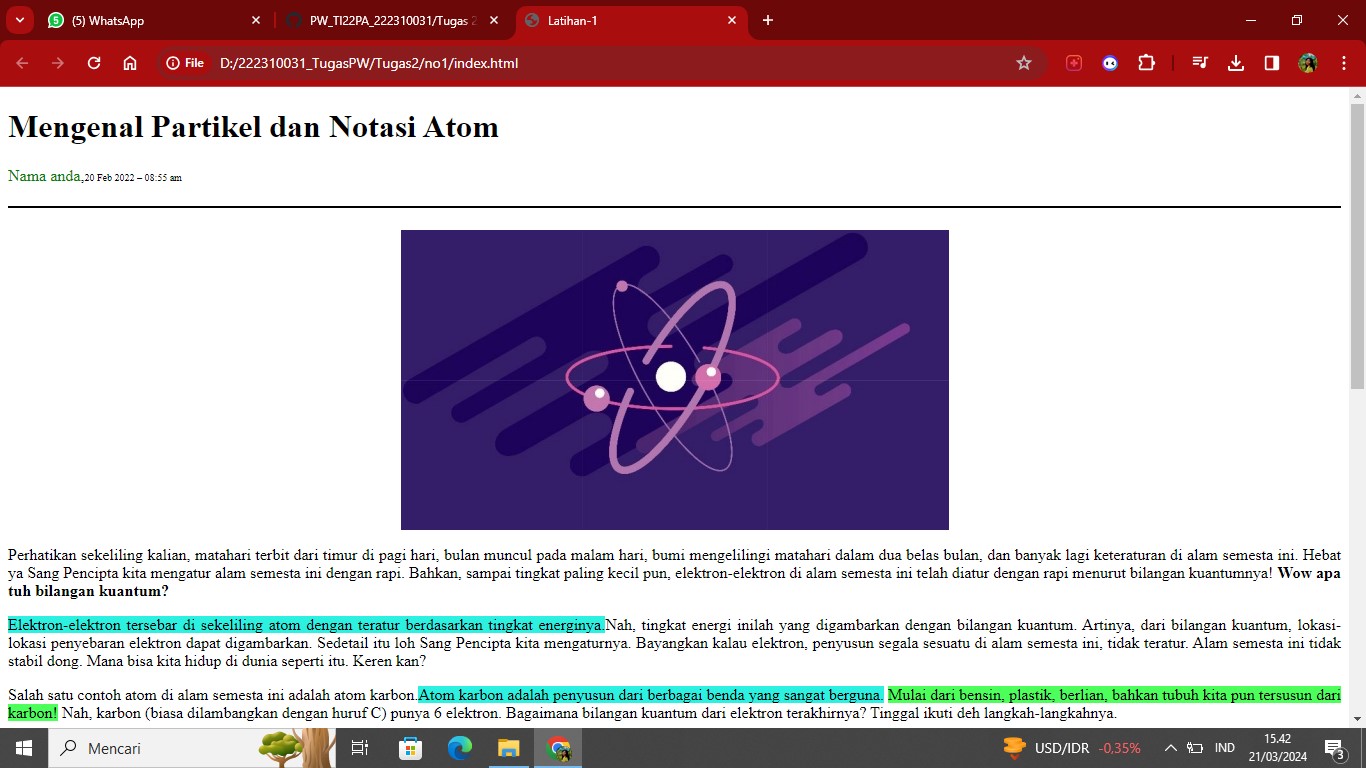 (5) WhatsApp
PW_TI22PA_222310031/Tugas 2
Latihan-1
File
D:/222310031_TugasPW/Tugas2/no1/index.html
Mengenal Partikel dan Notasi Atom
Nama anda,20 Feb 2022 – 08:55 am
Perhatikan sekeliling kalian, matahari terbit dari timur di pagi hari, bulan muncul pada malam hari, bumi mengelilingi matahari dalam dua belas bulan, dan banyak lagi keteraturan di alam semesta ini. Hebat
ya Sang Pencipta kita mengatur alam semesta ini dengan rapi. Bahkan, sampai tingkat paling kecil pun, elektron-elektron di alam semesta ini telah diatur dengan rapi menurut bilangan kuantumnya! Wow apa
tuh bilangan kuantum?
Elektron-elektron tersebar di sekeliling atom dengan teratur berdasarkan tingkat energinya.Nah, tingkat energi inilah yang digambarkan dengan bilangan kuantum. Artinya, dari bilangan kuantum, lokasi-
lokasi penyebaran elektron dapat digambarkan. Sedetail itu loh Sang Pencipta kita mengaturnya. Bayangkan kalau elektron, penyusun segala sesuatu di alam semesta ini, tidak teratur. Alam semesta ini tidak
stabil dong. Mana bisa kita hidup di dunia seperti itu. Keren kan?
Salah satu contoh atom di alam semesta ini adalah atom karbon.Atom karbon adalah penyusun dari berbagai benda yang sangat berguna. Mulai dari bensin, plastik, berlian, bahkan tubuh kita pun tersusun dari
karbon! Nah, karbon (biasa dilambangkan dengan huruf C) punya 6 elektron. Bagaimana bilangan kuantum dari elektron terakhirnya? Tinggal ikuti deh langkah-langkahnya.
Mencari
USD/IDR -0,35%
IND
15.42
21/03/2024
3